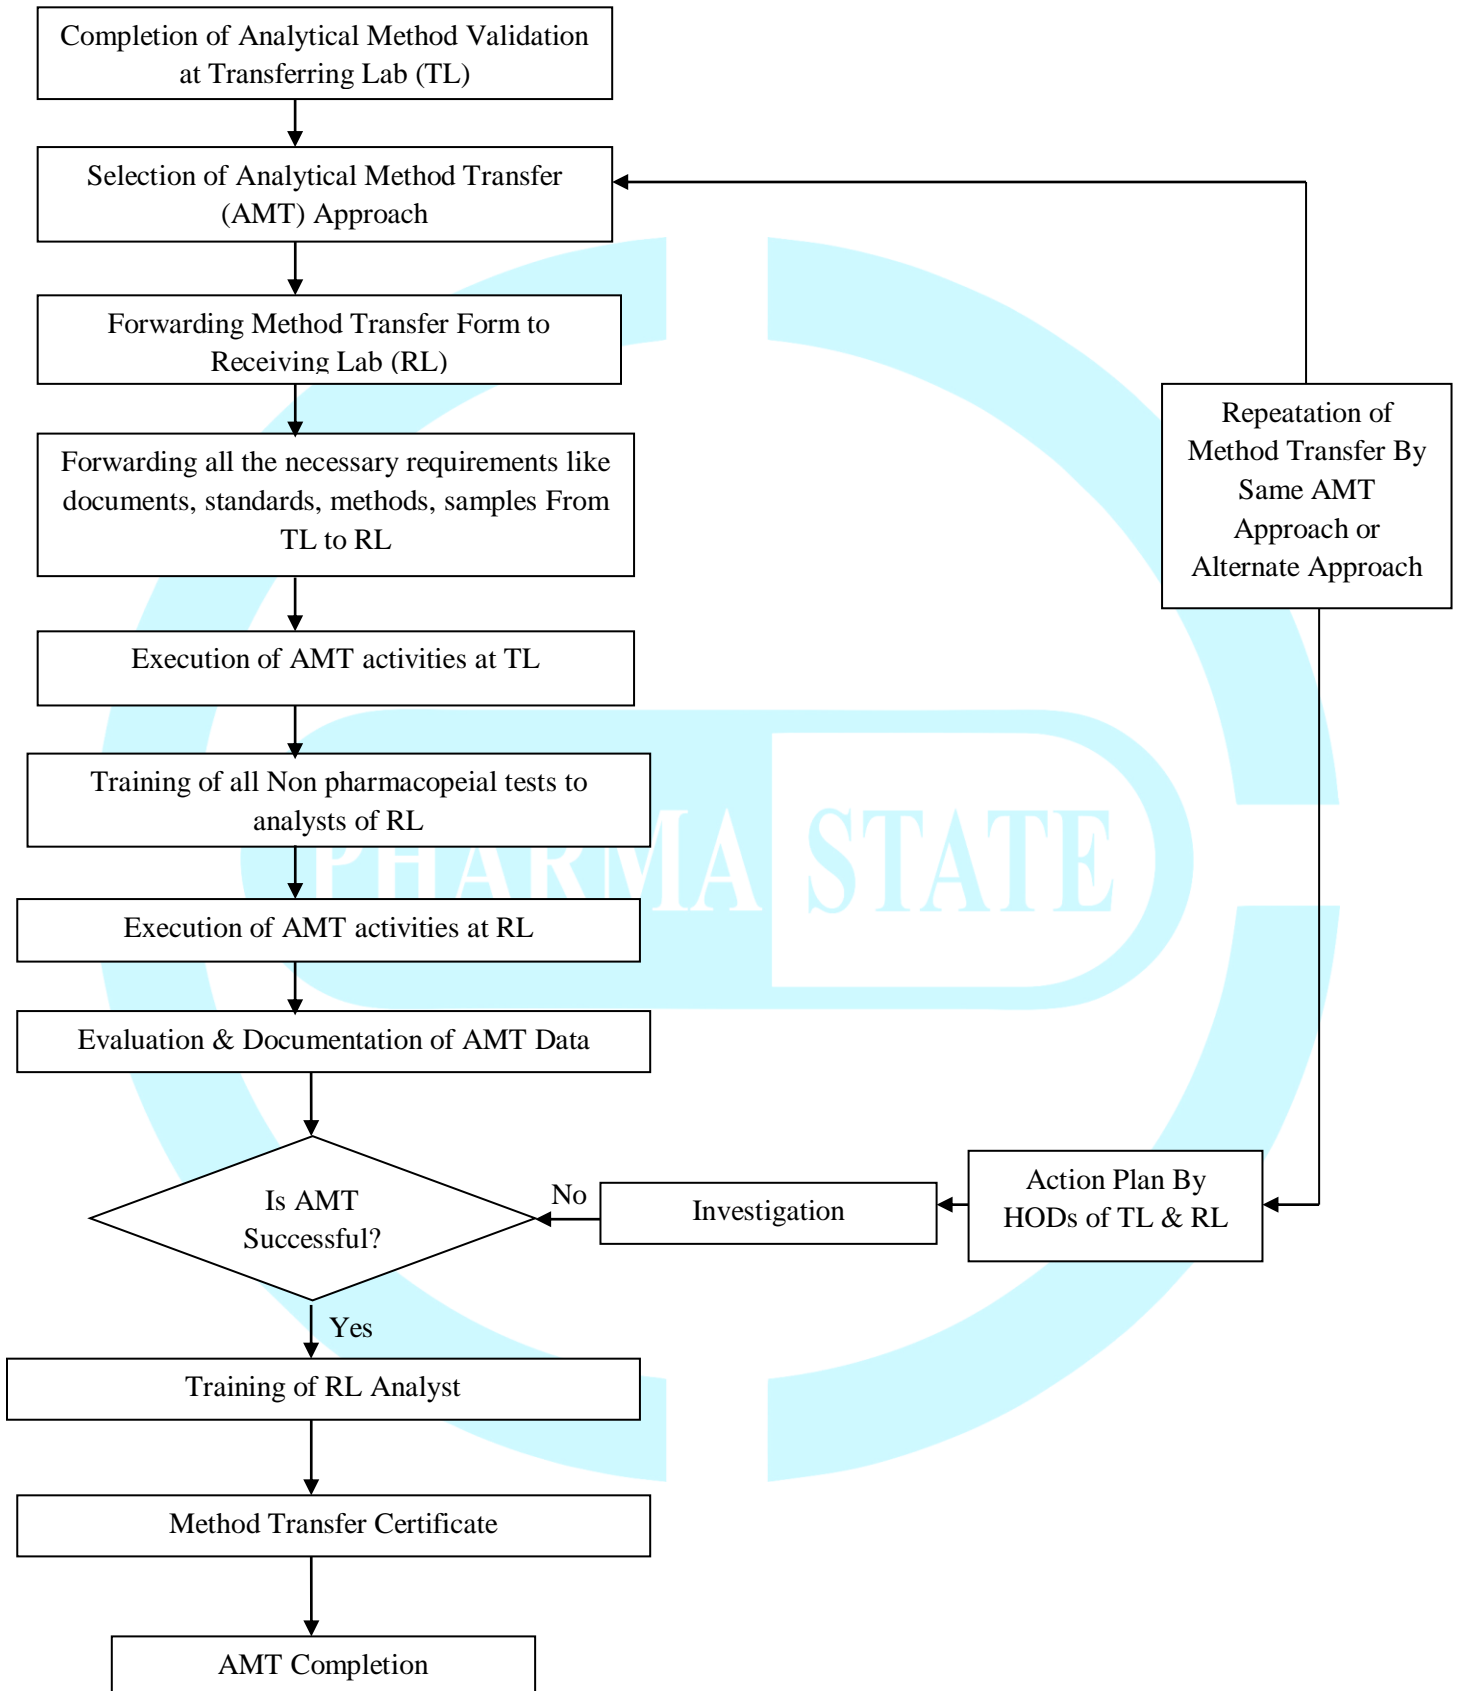 Completion of Analytical Method Validation
at Transferring Lab (TL)
Selection of Analytical Method Transfer
(AMT) Approach
Forwarding Method Transfer Form to
Receiving Lab (RL)
Forwarding all the necessary requirements like
documents, standards, methods, samples From
TL to RL
Repeatation of
Method Transfer By
Same AMT
Approach or
Alternate Approach
Execution of AMT activities at TL
Training of all Non pharmacopeial tests to
analysts of RL
PHARMA STATE
Execution of AMT activities at RL
Evaluation & Documentation of AMT Data
Is AMT
Successful?
No
Investigation
Action Plan By
HODs of TL & RL
Yes
Training of RL Analyst
Method Transfer Certificate
AMT Completion